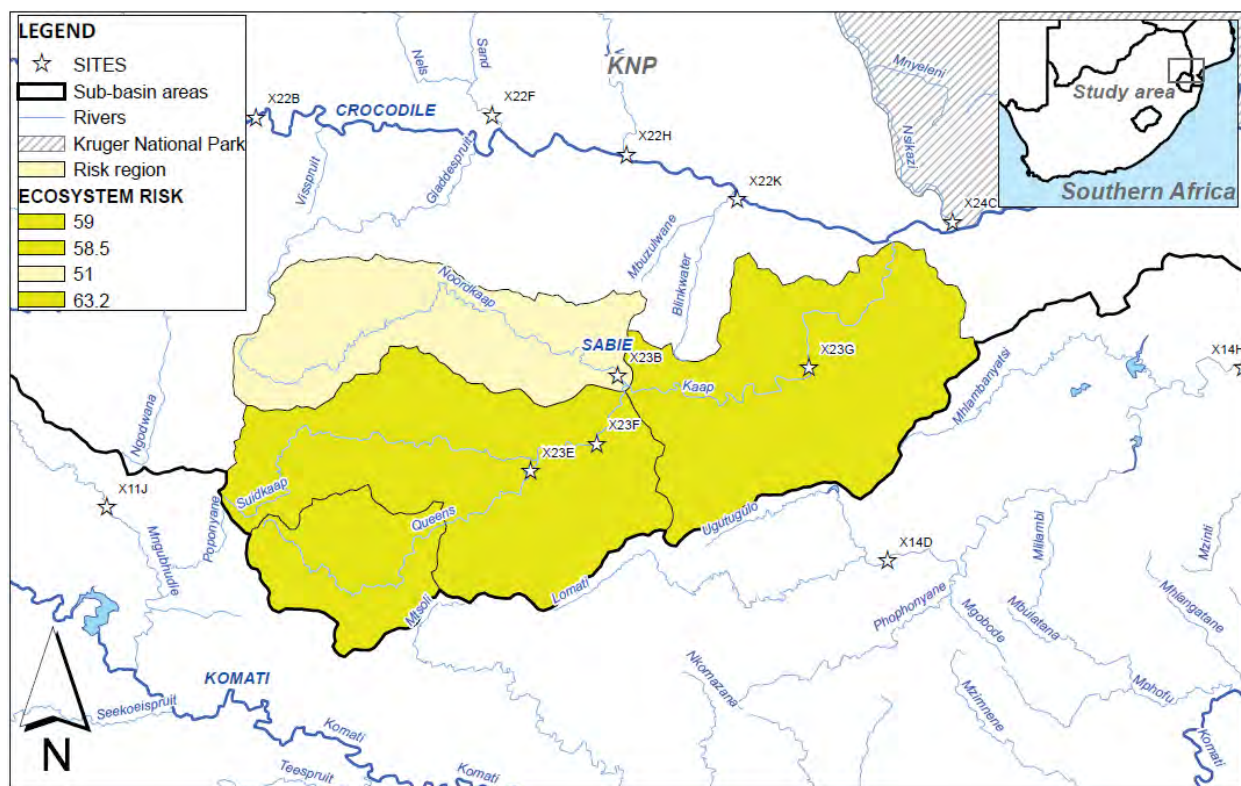 LEGEND
SITES
Sub-basin areas
Rivers
Kruger National Park
Risk region
ECOSYSTEM RISK
59
58.5
51
63.2
Nels
Sand
KNP
Mnyeleni
Study area
Southern Africa
X22B
CROCODILE
X22F
X22H
Nsikazi
Visspruit
Gladdespruit
X22K
X24C
Mbuzulwane
Blinkwater
Noordkaap
SABIE
X23B
Kaap
X23G
Mhlambanyatsi
X14H
Ngodwana
X23F
X23E
X11J
Suidkaap
Queens
Poponyane
Mngubhudle
Ugutugulo
X14D
Lomati
Mtsoli
Mlilambi
Mzinti
Phophonyane
Mgobode
Mbulatana
Mhlangatane
Nkomazana
Mzimnene
Mphofu
KOMATI
Seekoeispruit
Komati
Komati
Komati
Teespruit
N